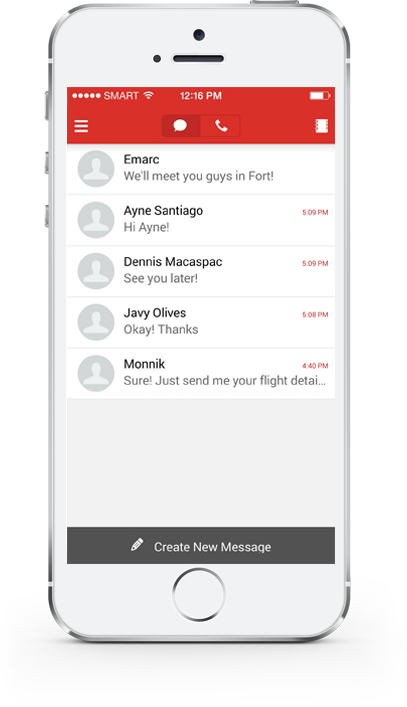 SMART 12:16 PM
Emarc
We'll meet you guys in Fort!
Ayne Santiago 5:09 PM
Hi Ayne!
Dennis Macaspac 5:09 PM
See you later!
Javy Olives 5:08 PM
Okay! Thanks
Monnik 4:40 PM
Sure! Just send me your flight detai...
Create New Message